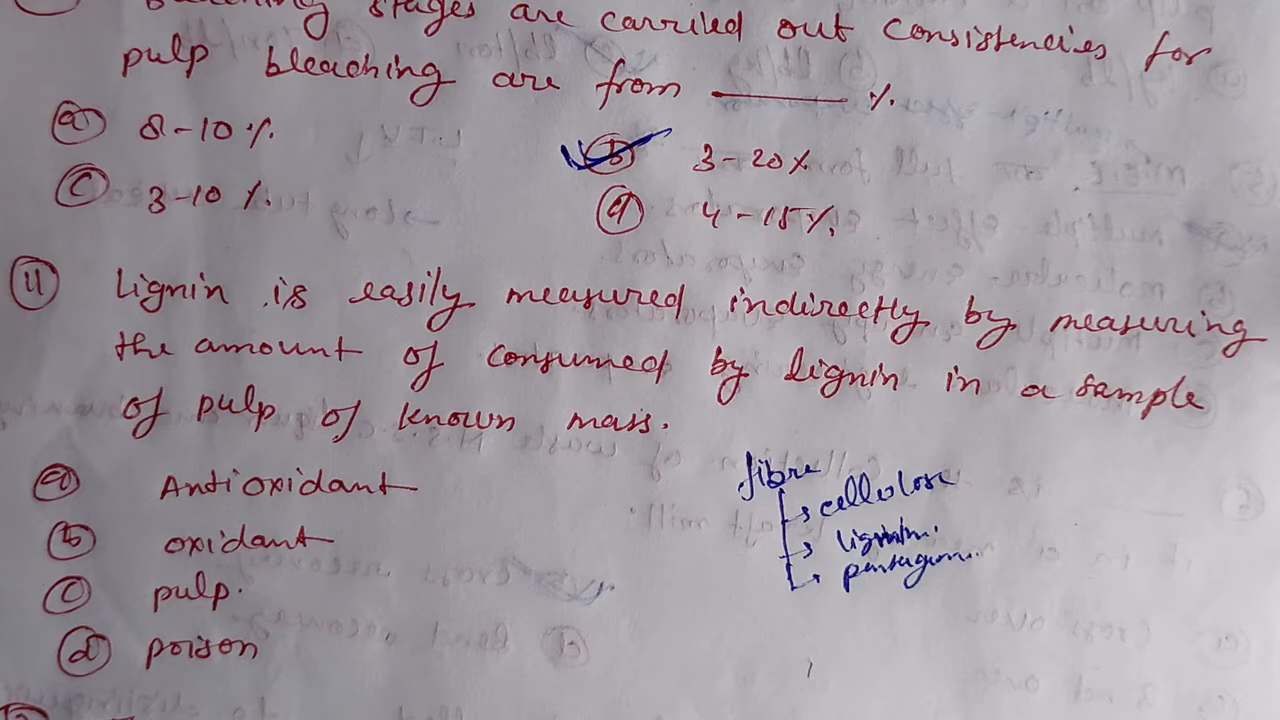 stages are carried out consistencies for
pulp bleaching are from ______ %.
(a) 8-10 %.
(b) 3-20 %
(c) 3-10 %.
(d) 4-15 %.
11 Lignin is easily measured indirectly by measuring
the amount of consumed by lignin in a sample
of pulp of known mass.
(a) Antioxidant
(b) oxidant
(c) pulp.
(d) poison
fibre
cellulose